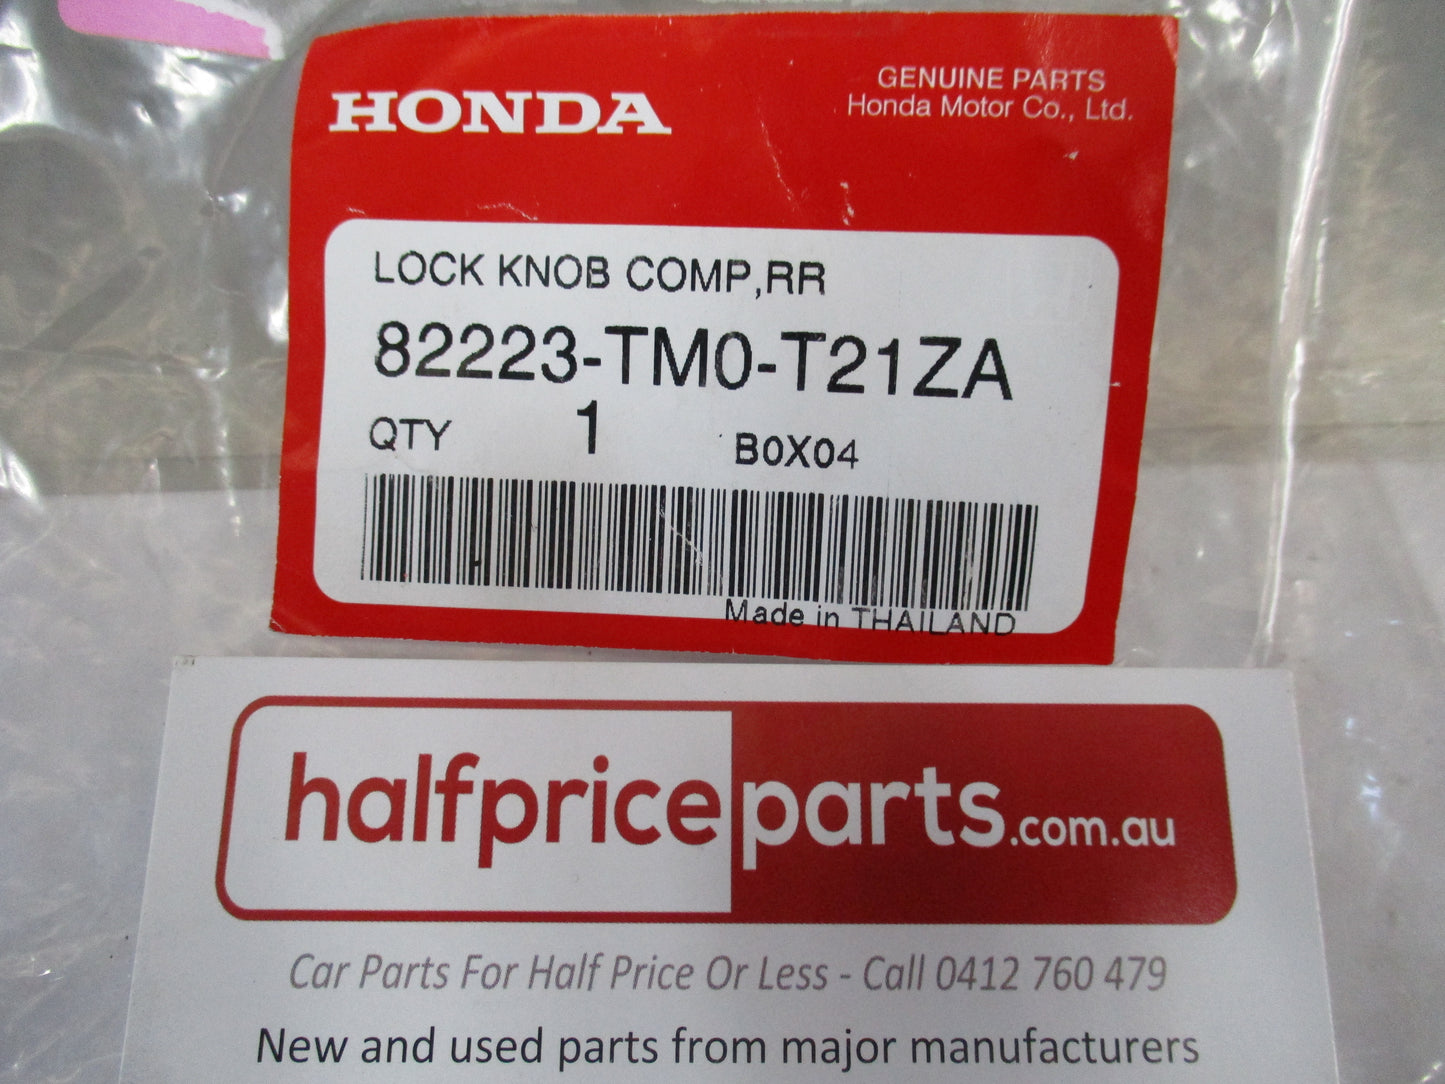 HONDA
GENUINE PARTS
Honda Motor Co., Ltd.
LOCK KNOB COMP,RR
82223-TM0-T21ZA
QTY 1 B0X04
Made in THAILAND
halfpriceparts.com.au
Car Parts For Half Price Or Less - Call 0412 760 479
New and used parts from major manufacturers